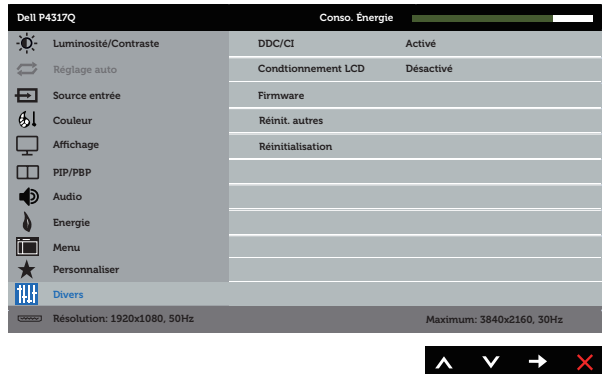 Dell P4317Q Conso. Énergie
Luminosité/Contraste DDC/CI Activé
Réglage auto Condtionnement LCD Désactivé
Source entrée Firmware
Couleur Réinit. autres
Affichage Réinitialisation
PIP/PBP
Audio
Energie
Menu
Personnaliser
Divers
Résolution: 1920x1080, 50Hz Maximum: 3840x2160, 30Hz